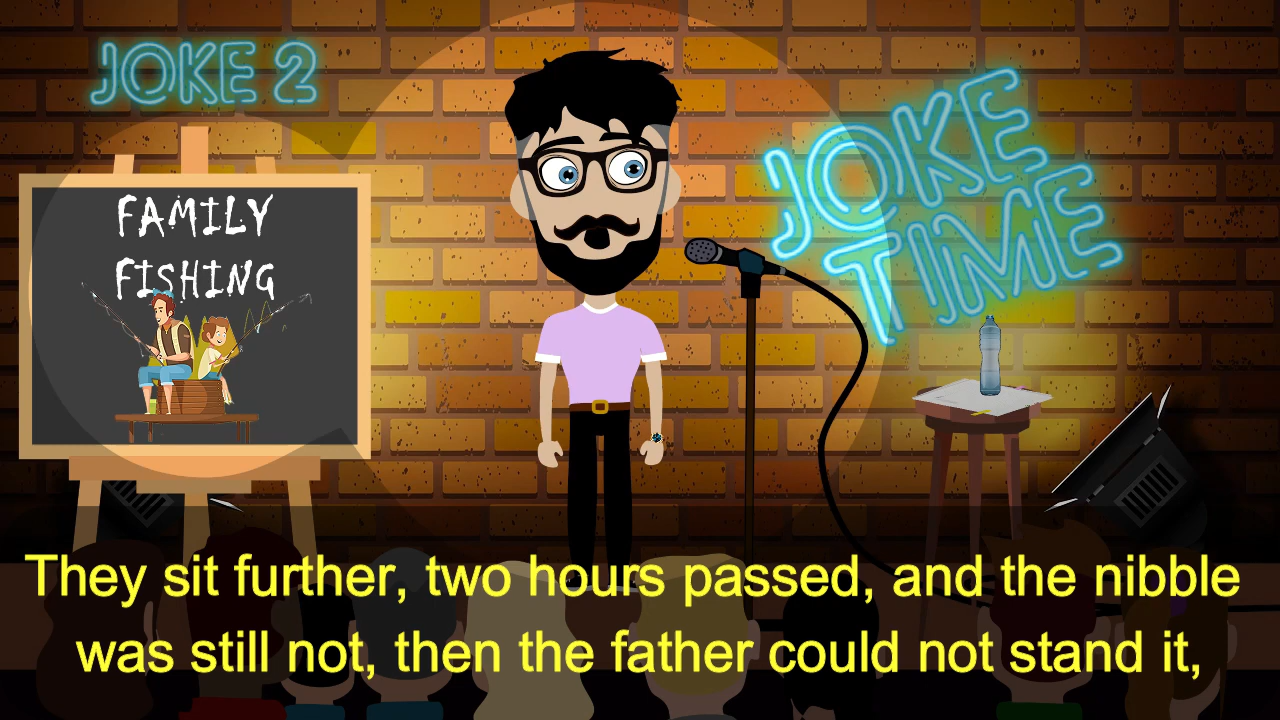 JOKE 2
JOKE
TIME
FAMILY
FISHING
They sit further, two hours passed, and the nibble
was still not, then the father could not stand it,